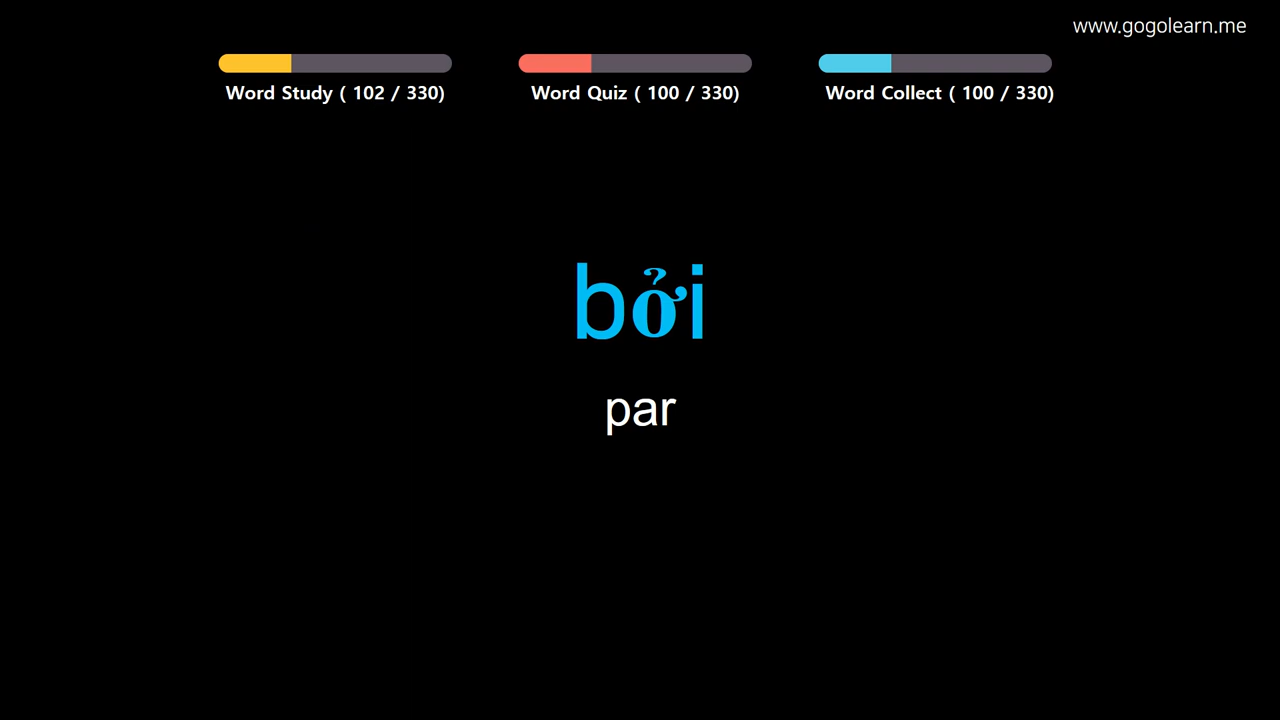 www.gogolearn.me
Word Study ( 102 / 330)
Word Quiz ( 100 / 330)
Word Collect ( 100 / 330)
bởi
par